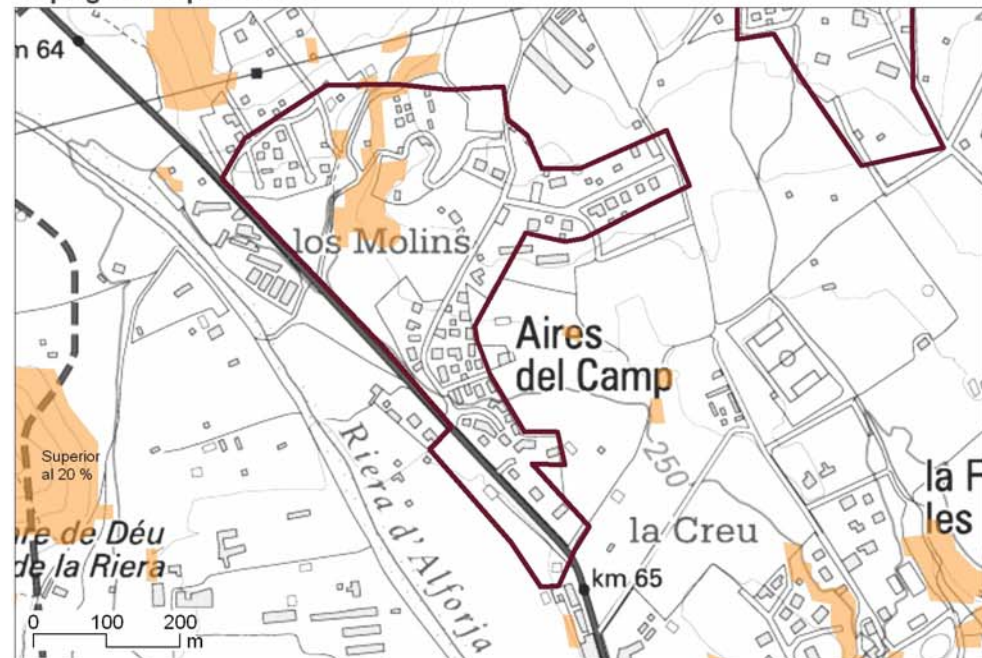 m 64
los Molins
Aires
del Camp
Riera d'Alforja
250
Superior
al 20 %
re de Déu
de la Riera
la Creu
la F
les
km 65
0 100 200
m